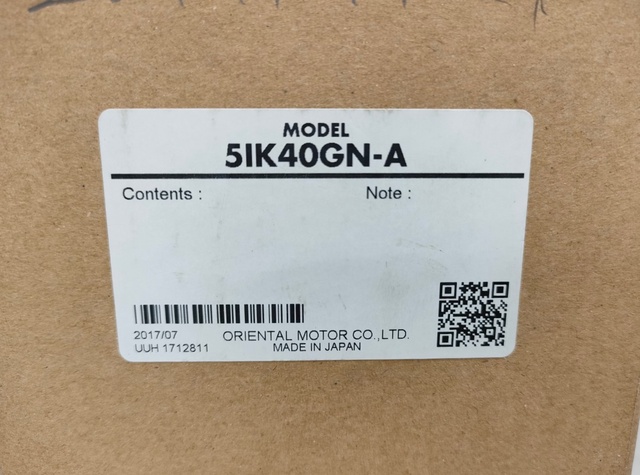 MODEL
5IK40GN-A
Contents :
Note :
2017/07
UUH 1712811
ORIENTAL MOTOR CO.,LTD.
MADE IN JAPAN